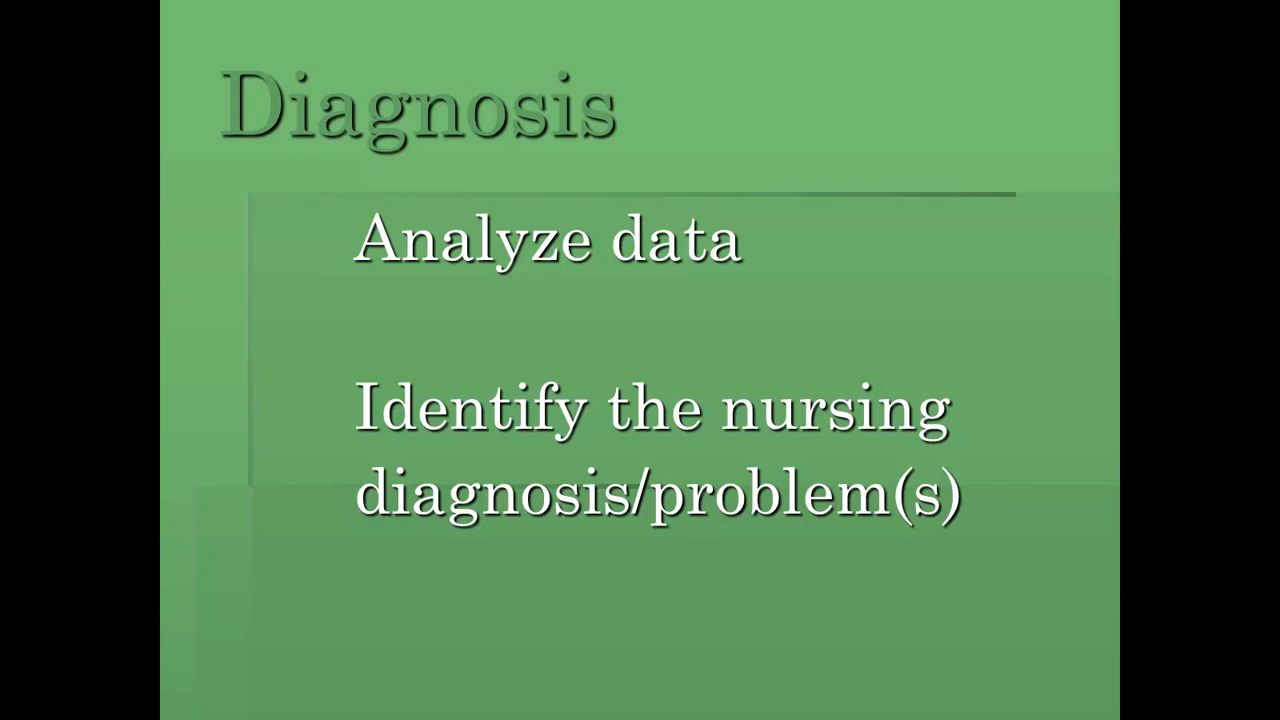 Diagnosis
Analyze data
Identify the nursing
diagnosis/problem(s)